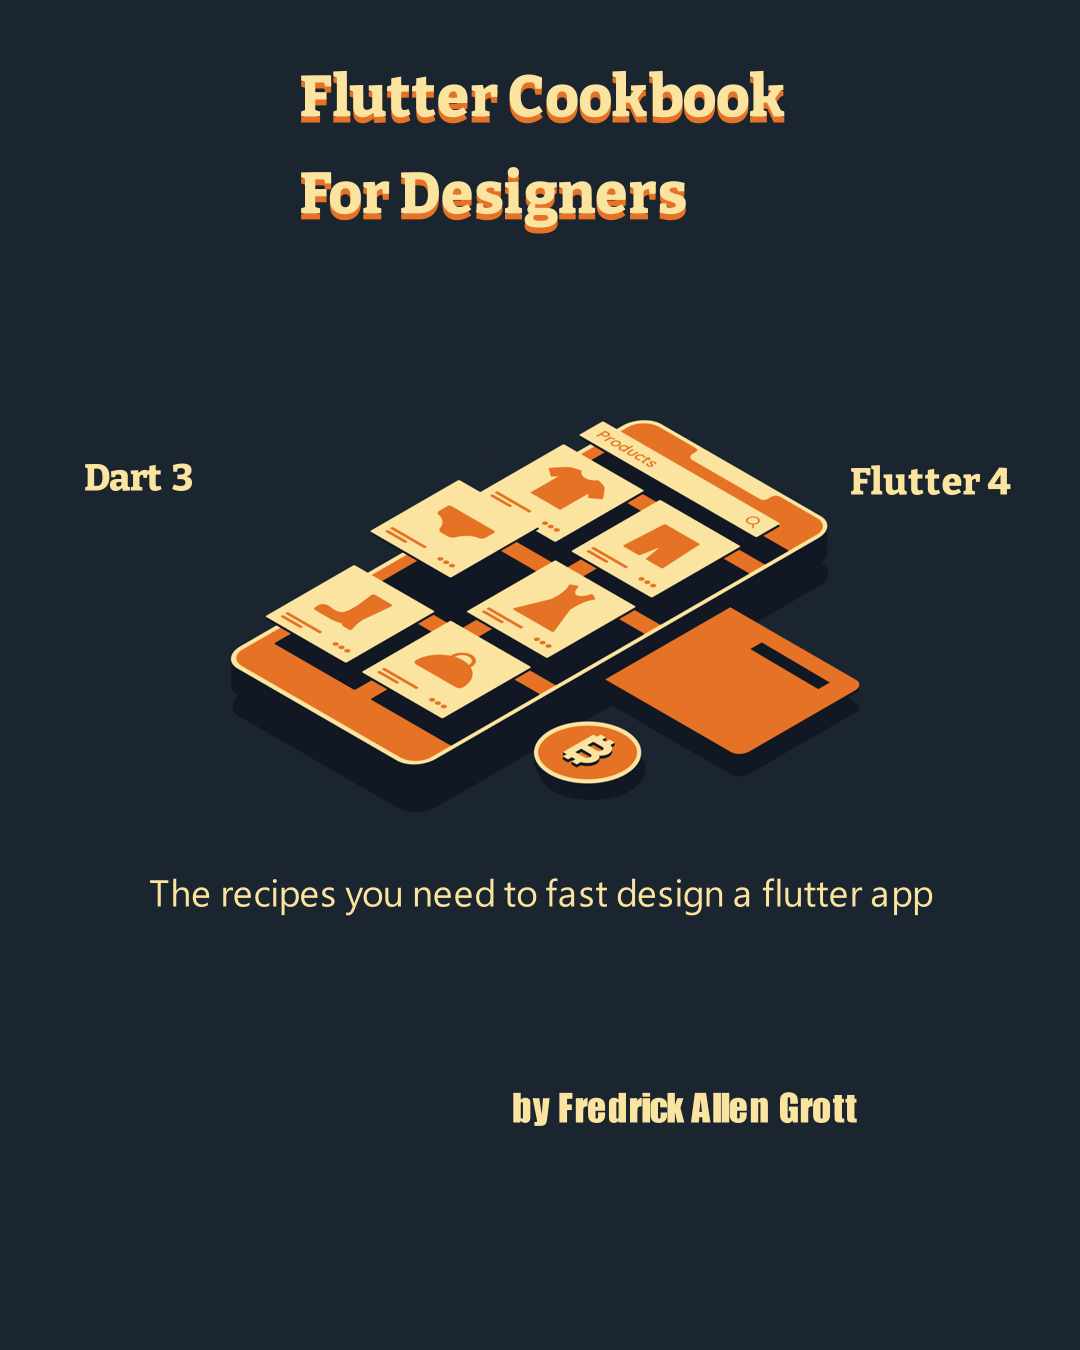 Flutter Cookbook
For Designers
Products
Dart 3
Flutter 4
The recipes you need to fast design a flutter app
by Fredrick Allen Grott